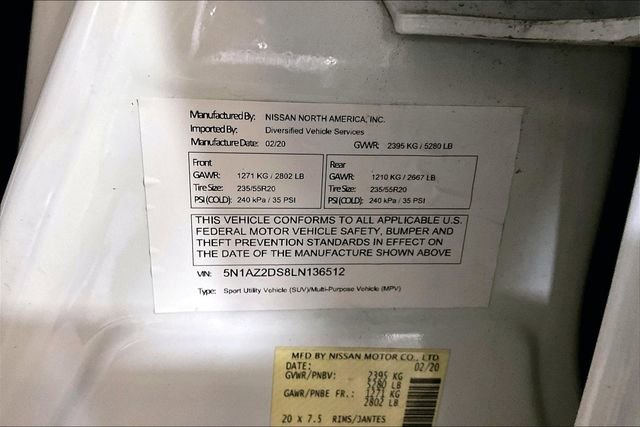 Manufactured By: NISSAN NORTH AMERICA, INC.
Imported By: Diversified Vehicle Services
Manufacture Date: 02/20 GVWR: 2395 KG / 5280 LB
Front
GAWR: 1271 KG / 2802 LB
Tire Size: 235/55R20
PSI(COLD): 240 kPa / 35 PSI
Rear
GAWR: 1210 KG / 2667 LB
Tire Size: 235/55R20
PSI(COLD): 240 kPa / 35 PSI
THIS VEHICLE CONFORMS TO ALL APPLICABLE U.S.
FEDERAL MOTOR VEHICLE SAFETY, BUMPER AND
THEFT PREVENTION STANDARDS IN EFFECT ON
THE DATE OF THE MANUFACTURE SHOWN ABOVE
VIN: 5N1AZ2DS8LN136512
Type: Sport Utility Vehicle (SUV)/Multi-Purpose Vehicle (MPV)
MFD BY NISSAN MOTOR CO., LTD
DATE: 02/20
GVWR/PNBV: 2395 KG
5280 LB
GAWR/PNBE FR.: 1271 KG
2802 LB
20 X 7.5 RIMS/JANTES